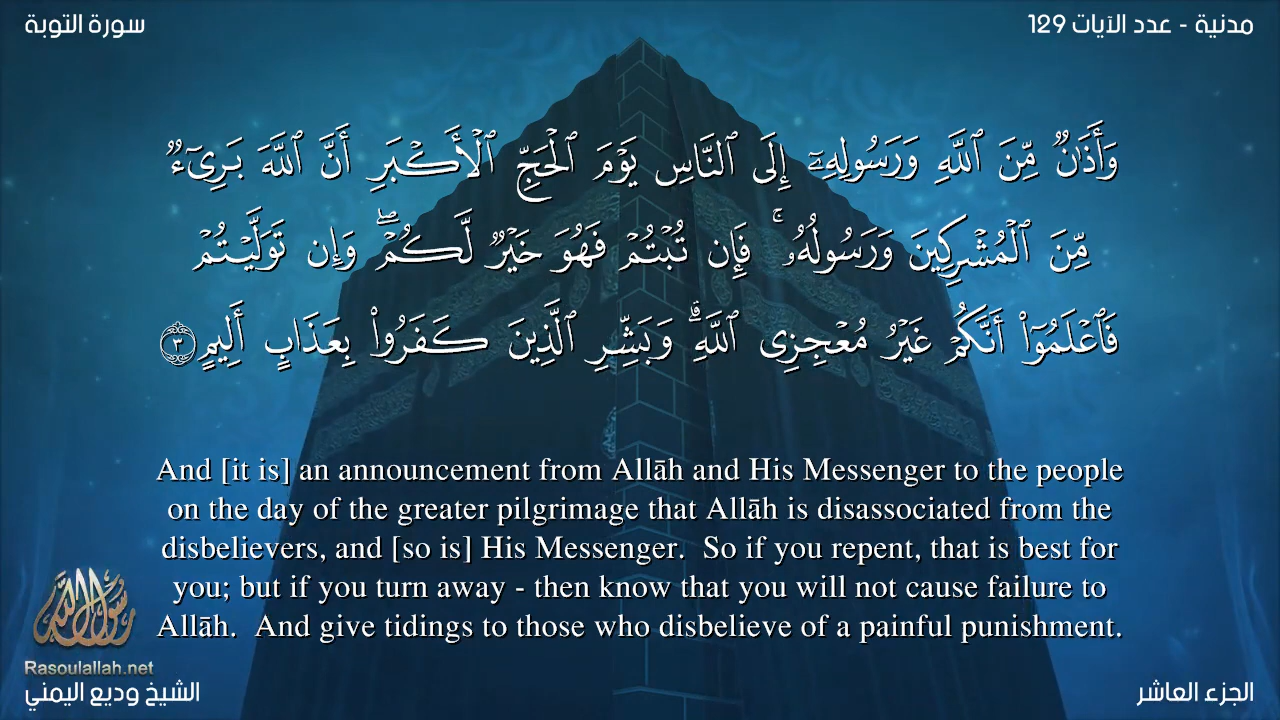 سورة التوبة
مدنية - عدد الآيات 129
وَأَذَٰنٌ مِّنَ ٱللَّهِ وَرَسُولِهِۦٓ إِلَى ٱلنَّاسِ يَوْمَ ٱلْحَجِّ ٱلْأَكْبَرِ أَنَّ ٱللَّهَ بَرِىٓءٌ
مِّنَ ٱلْمُشْرِكِينَ وَرَسُولُهُۥ ۚ فَإِن تُبْتُمْ فَهُوَ خَيْرٌ لَّكُمْ ۖ وَإِن تَوَلَّيْتُمْ
فَٱعْلَمُوٓا۟ أَنَّكُمْ غَيْرُ مُعْجِزِى ٱللَّهِ ۗ وَبَشِّرِ ٱلَّذِينَ كَفَرُوا۟ بِعَذَابٍ أَلِيمٍ ٣
And [it is] an announcement from Allāh and His Messenger to the people
on the day of the greater pilgrimage that Allāh is disassociated from the
disbelievers, and [so is] His Messenger.  So if you repent, that is best for
you; but if you turn away - then know that you will not cause failure to
Allāh.  And give tidings to those who disbelieve of a painful punishment.
رسول الله
Rasoulallah.net
الشيخ وديع اليمني
الجزء العاشر